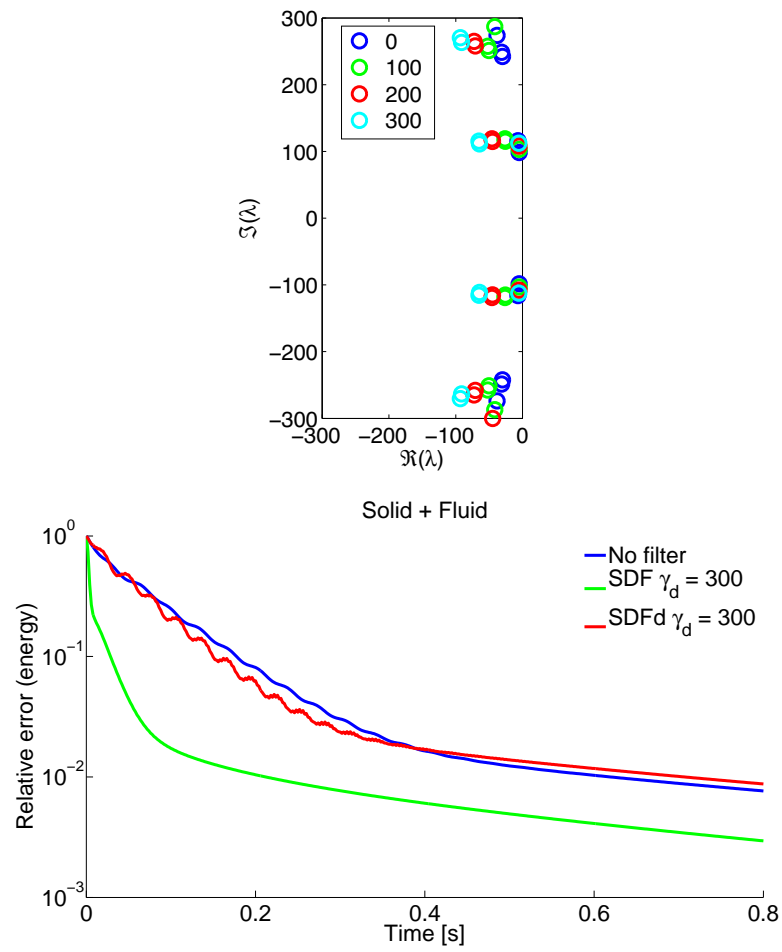 300
200
100
0
−100
−200
−300
ℑ(λ)
0
100
200
300
−300 −200 −100 0
ℜ(λ)
Solid + Fluid
10^0
10^−1
10^−2
10^−3
Relative error (energy)
No filter
SDF γ_d = 300
SDFd γ_d = 300
0 0.2 0.4 0.6 0.8
Time [s]